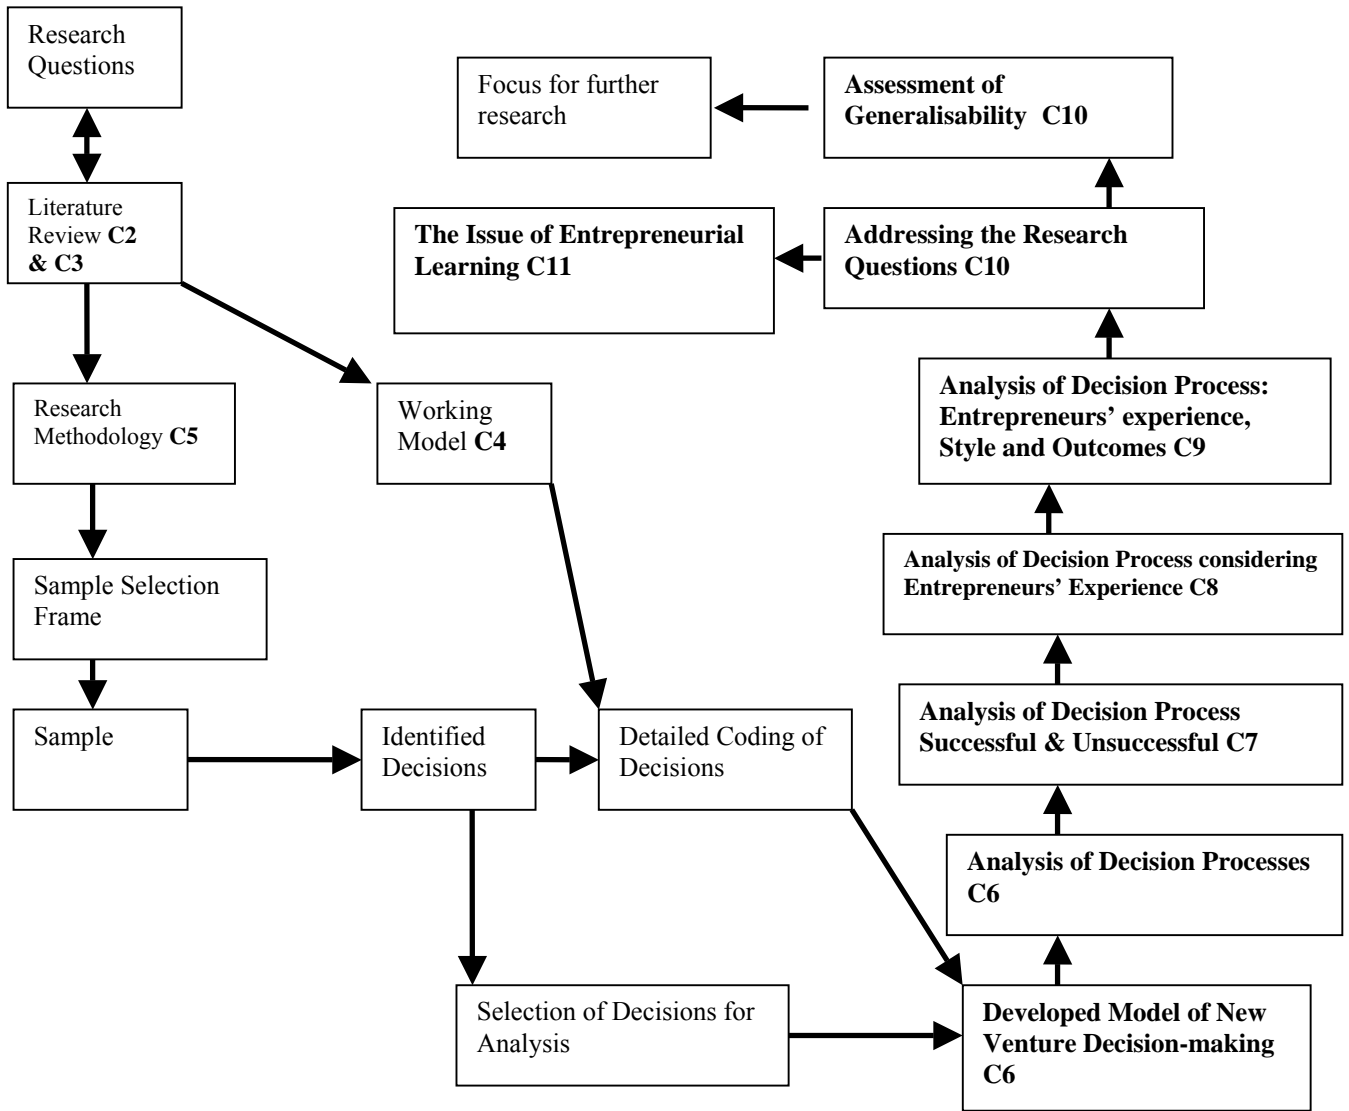 Research
Questions
Literature
Review C2
& C3
Research
Methodology C5
Sample Selection
Frame
Sample
Working
Model C4
Identified
Decisions
Detailed Coding of
Decisions
Selection of Decisions for
Analysis
Developed Model of New
Venture Decision-making
C6
Analysis of Decision Processes
C6
Analysis of Decision Process
Successful & Unsuccessful C7
Analysis of Decision Process considering
Entrepreneurs’ Experience C8
Analysis of Decision Process:
Entrepreneurs’ experience,
Style and Outcomes C9
Addressing the Research
Questions C10
The Issue of Entrepreneurial
Learning C11
Assessment of
Generalisability C10
Focus for further
research